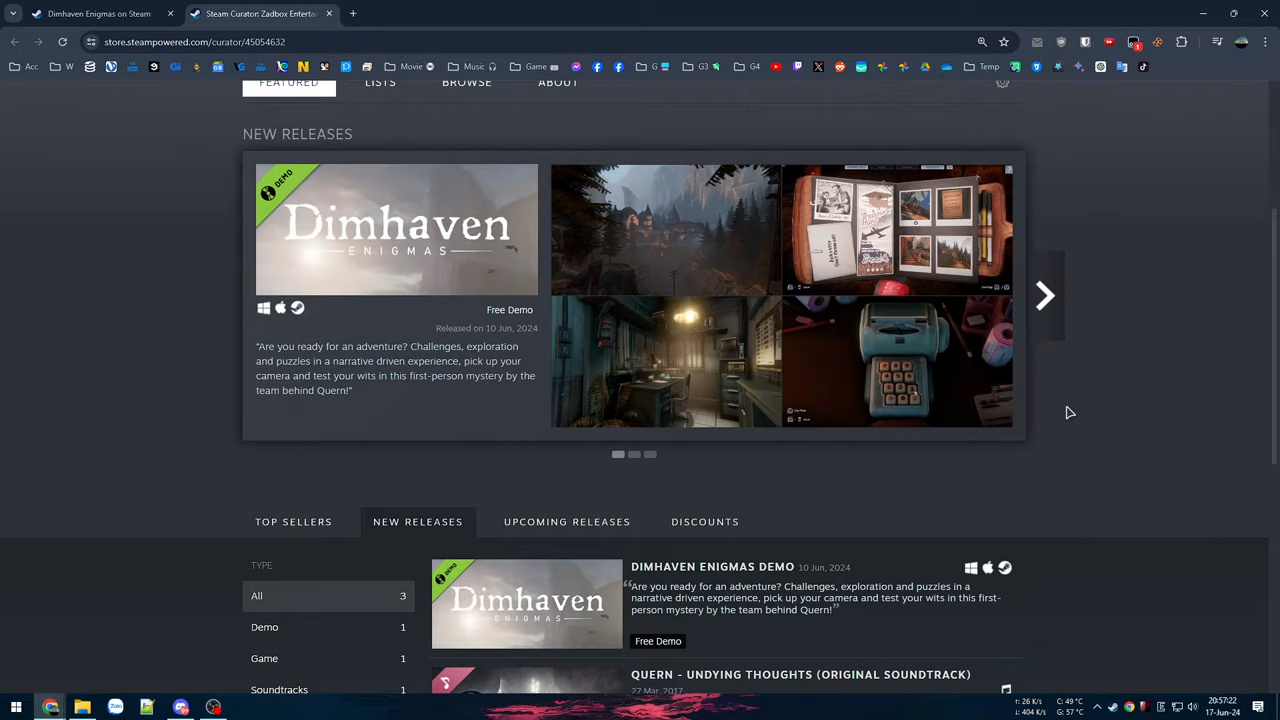 Dimhaven Enigmas on Steam
Steam Curator Zadbox Enterta
store.steampowered.com/curator/45054632
Acc
W
Movie
Music
Game
G
G3
G4
Temp
FEATURED
LISTS
BROWSE
ABOUT
NEW RELEASES
DEMO
Dimhaven
ENIGMAS
Free Demo
Released on 10 Jun, 2024
“Are you ready for an adventure? Challenges, exploration
and puzzles in a narrative driven experience, pick up your
camera and test your wits in this first-person mystery by the
team behind Quern!”
TOP SELLERS
NEW RELEASES
UPCOMING RELEASES
DISCOUNTS
TYPE
All 3
Demo 1
Game 1
Soundtracks 1
DEMO
Dimhaven
ENIGMAS
DIMHAVEN ENIGMAS DEMO 10 Jun, 2024
“Are you ready for an adventure? Challenges, exploration and puzzles in a
narrative driven experience, pick up your camera and test your wits in this first-
person mystery by the team behind Quern!”
Free Demo
QUERN - UNDYING THOUGHTS (ORIGINAL SOUNDTRACK)
27 Mar, 2017
Zalo
: 26 K/s
: 404 K/s
C: 49 °C
G: 57 °C
20:57:22
17-Jun-24